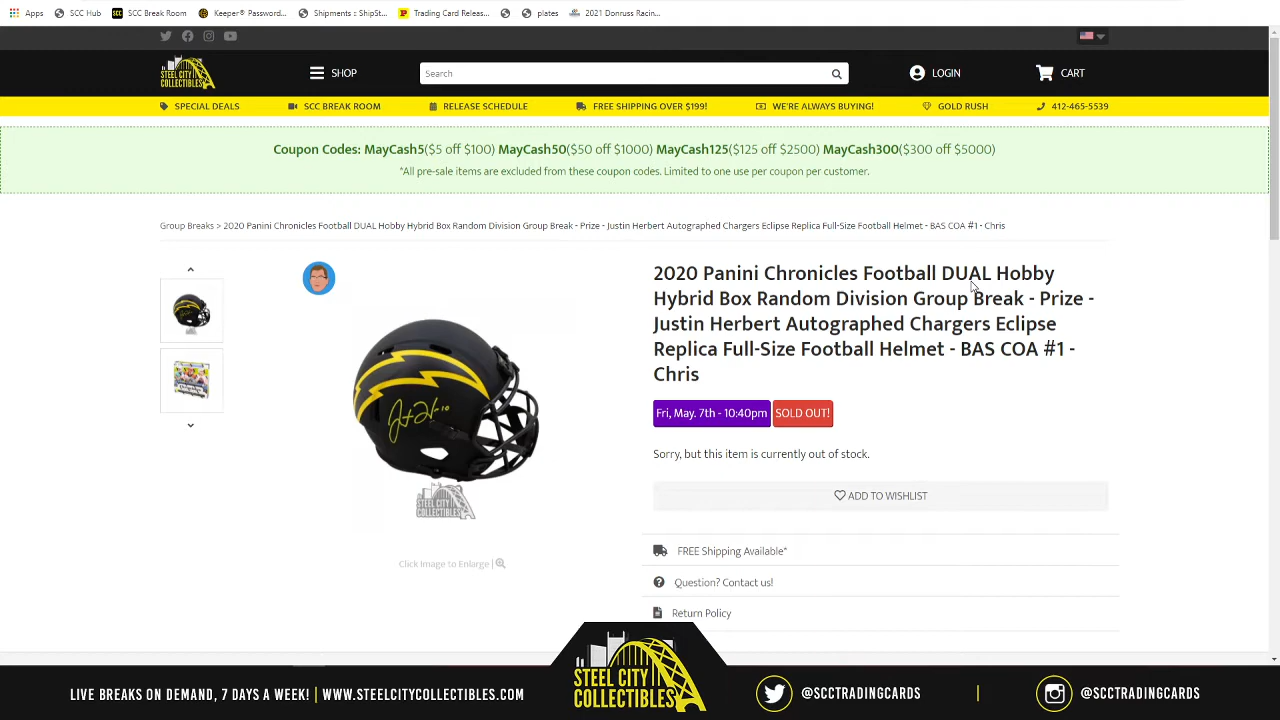 Apps SCC Hub SCC Break Room Keeper® Password... Shipments :: ShipSt... Trading Card Releas... plates 2021 Donruss Racin...
STEEL CITY COLLECTIBLES
SHOP Search LOGIN CART
SPECIAL DEALS SCC BREAK ROOM RELEASE SCHEDULE FREE SHIPPING OVER $199! WE'RE ALWAYS BUYING! GOLD RUSH 412-465-5539
Coupon Codes: MayCash5($5 off $100) MayCash50($50 off $1000) MayCash125($125 off $2500) MayCash300($300 off $5000)
*All pre-sale items are excluded from these coupon codes. Limited to one use per coupon per customer.
Group Breaks > 2020 Panini Chronicles Football DUAL Hobby Hybrid Box Random Division Group Break - Prize - Justin Herbert Autographed Chargers Eclipse Replica Full-Size Football Helmet - BAS COA #1 - Chris
2020 Panini Chronicles Football DUAL Hobby
Hybrid Box Random Division Group Break - Prize -
Justin Herbert Autographed Chargers Eclipse
Replica Full-Size Football Helmet - BAS COA #1 -
Chris
Fri, May. 7th - 10:40pm SOLD OUT!
Sorry, but this item is currently out of stock.
ADD TO WISHLIST
FREE Shipping Available*
Question? Contact us!
Return Policy
Click Image to Enlarge |
LIVE BREAKS ON DEMAND, 7 DAYS A WEEK! | WWW.STEELCITYCOLLECTIBLES.COM
STEEL CITY
COLLECTIBLES
@SCCTRADINGCARDS | @SCCTRADINGCARDS